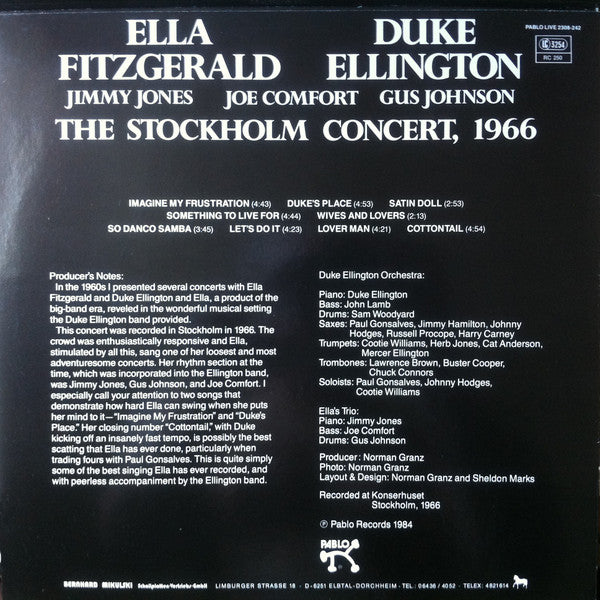 PABLO LIVE 2308-242
LC 3254
RC 250
ELLA DUKE
FITZGERALD ELLINGTON
JIMMY JONES JOE COMFORT GUS JOHNSON
THE STOCKHOLM CONCERT, 1966
IMAGINE MY FRUSTRATION (4:43) DUKE'S PLACE (4:53) SATIN DOLL (2:53)
SOMETHING TO LIVE FOR (4:44) WIVES AND LOVERS (2:13)
SO DANCO SAMBA (3:45) LET'S DO IT (4:23) LOVER MAN (4:21) COTTONTAIL (4:54)
Producer's Notes:
In the 1960s I presented several concerts with Ella
Fitzgerald and Duke Ellington and Ella, a product of the
big-band era, reveled in the wonderful musical setting
the Duke Ellington band provided.
This concert was recorded in Stockholm in 1966. The
crowd was enthusiastically responsive and Ella,
stimulated by all this, sang one of her loosest and most
adventuresome concerts. Her rhythm section at the
time, which was incorporated into the Ellington band,
was Jimmy Jones, Gus Johnson, and Joe Comfort. I
especially call your attention to two songs that
demonstrate how hard Ella can swing when she puts
her mind to it—"Imagine My Frustration" and "Duke's
Place." Her closing number "Cottontail," with Duke
kicking off an insanely fast tempo, is possibly the best
scatting that Ella has ever done, particularly when
trading fours with Paul Gonsalves. This is quite simply
some of the best singing Ella has ever recorded, and
with peerless accompaniment by the Ellington band.
Duke Ellington Orchestra:
Piano: Duke Ellington
Bass: John Lamb
Drums: Sam Woodyard
Saxes: Paul Gonsalves, Jimmy Hamilton, Johnny
Hodges, Russell Procope, Harry Carney
Trumpets: Cootie Williams, Herb Jones, Cat Anderson,
Mercer Ellington
Trombones: Lawrence Brown, Buster Cooper,
Chuck Connors
Soloists: Paul Gonsalves, Johnny Hodges,
Cootie Williams
Ella's Trio:
Piano: Jimmy Jones
Bass: Joe Comfort
Drums: Gus Johnson
Producer: Norman Granz
Photo: Norman Granz
Layout & Design: Norman Granz and Sheldon Marks
Recorded at Konserhuset
Stockholm, 1966
℗ Pablo Records 1984
PABLO
BERNHARD MIKULSKI Schallplatten-Vertriebs-GmbH LIMBURGER STRASSE 18 · D-6251 ELBTAL-DORCHHEIM · TEL: 06436 / 4052 · TELEX: 4821614